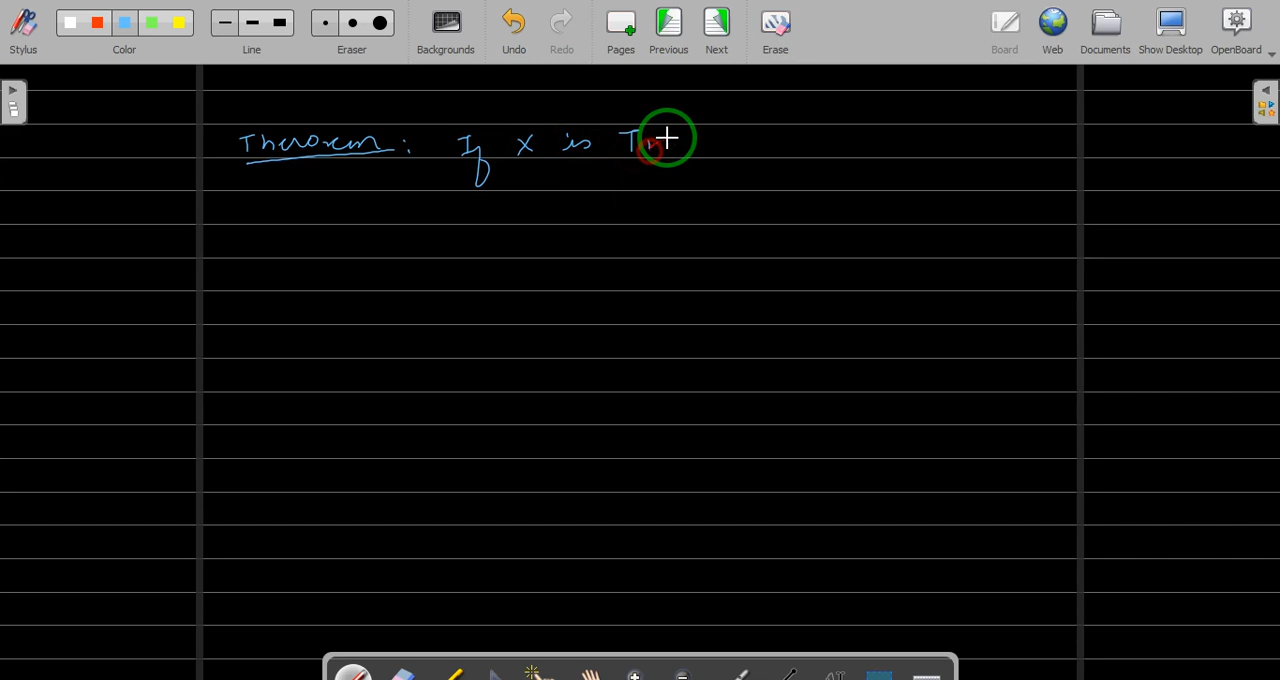 Stylus Color Line Eraser Backgrounds Undo Redo Pages Previous Next Erase Board Web Documents Show Desktop OpenBoard
Theorem: If X is